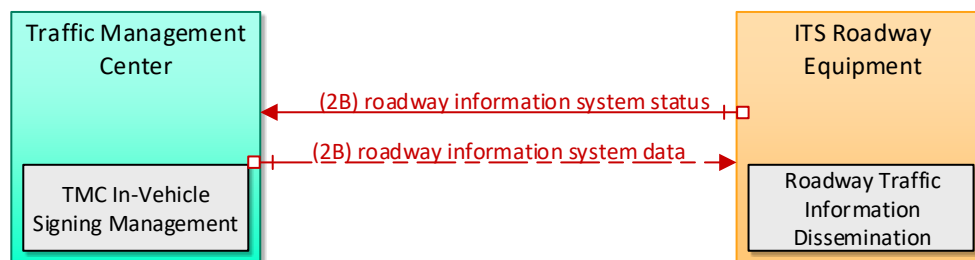 Traffic Management
Center
ITS Roadway
Equipment
(2B) roadway information system status
(2B) roadway information system data
TMC In-Vehicle
Signing Management
Roadway Traffic
Information
Dissemination